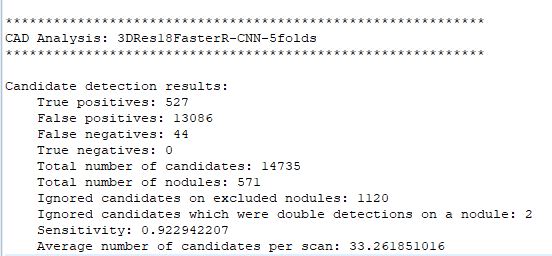 ************************************************************
CAD Analysis: 3DRes18FasterR-CNN-5folds
************************************************************
Candidate detection results:
True positives: 527
False positives: 13086
False negatives: 44
True negatives: 0
Total number of candidates: 14735
Total number of nodules: 571
Ignored candidates on excluded nodules: 1120
Ignored candidates which were double detections on a nodule: 2
Sensitivity: 0.922942207
Average number of candidates per scan: 33.261851016